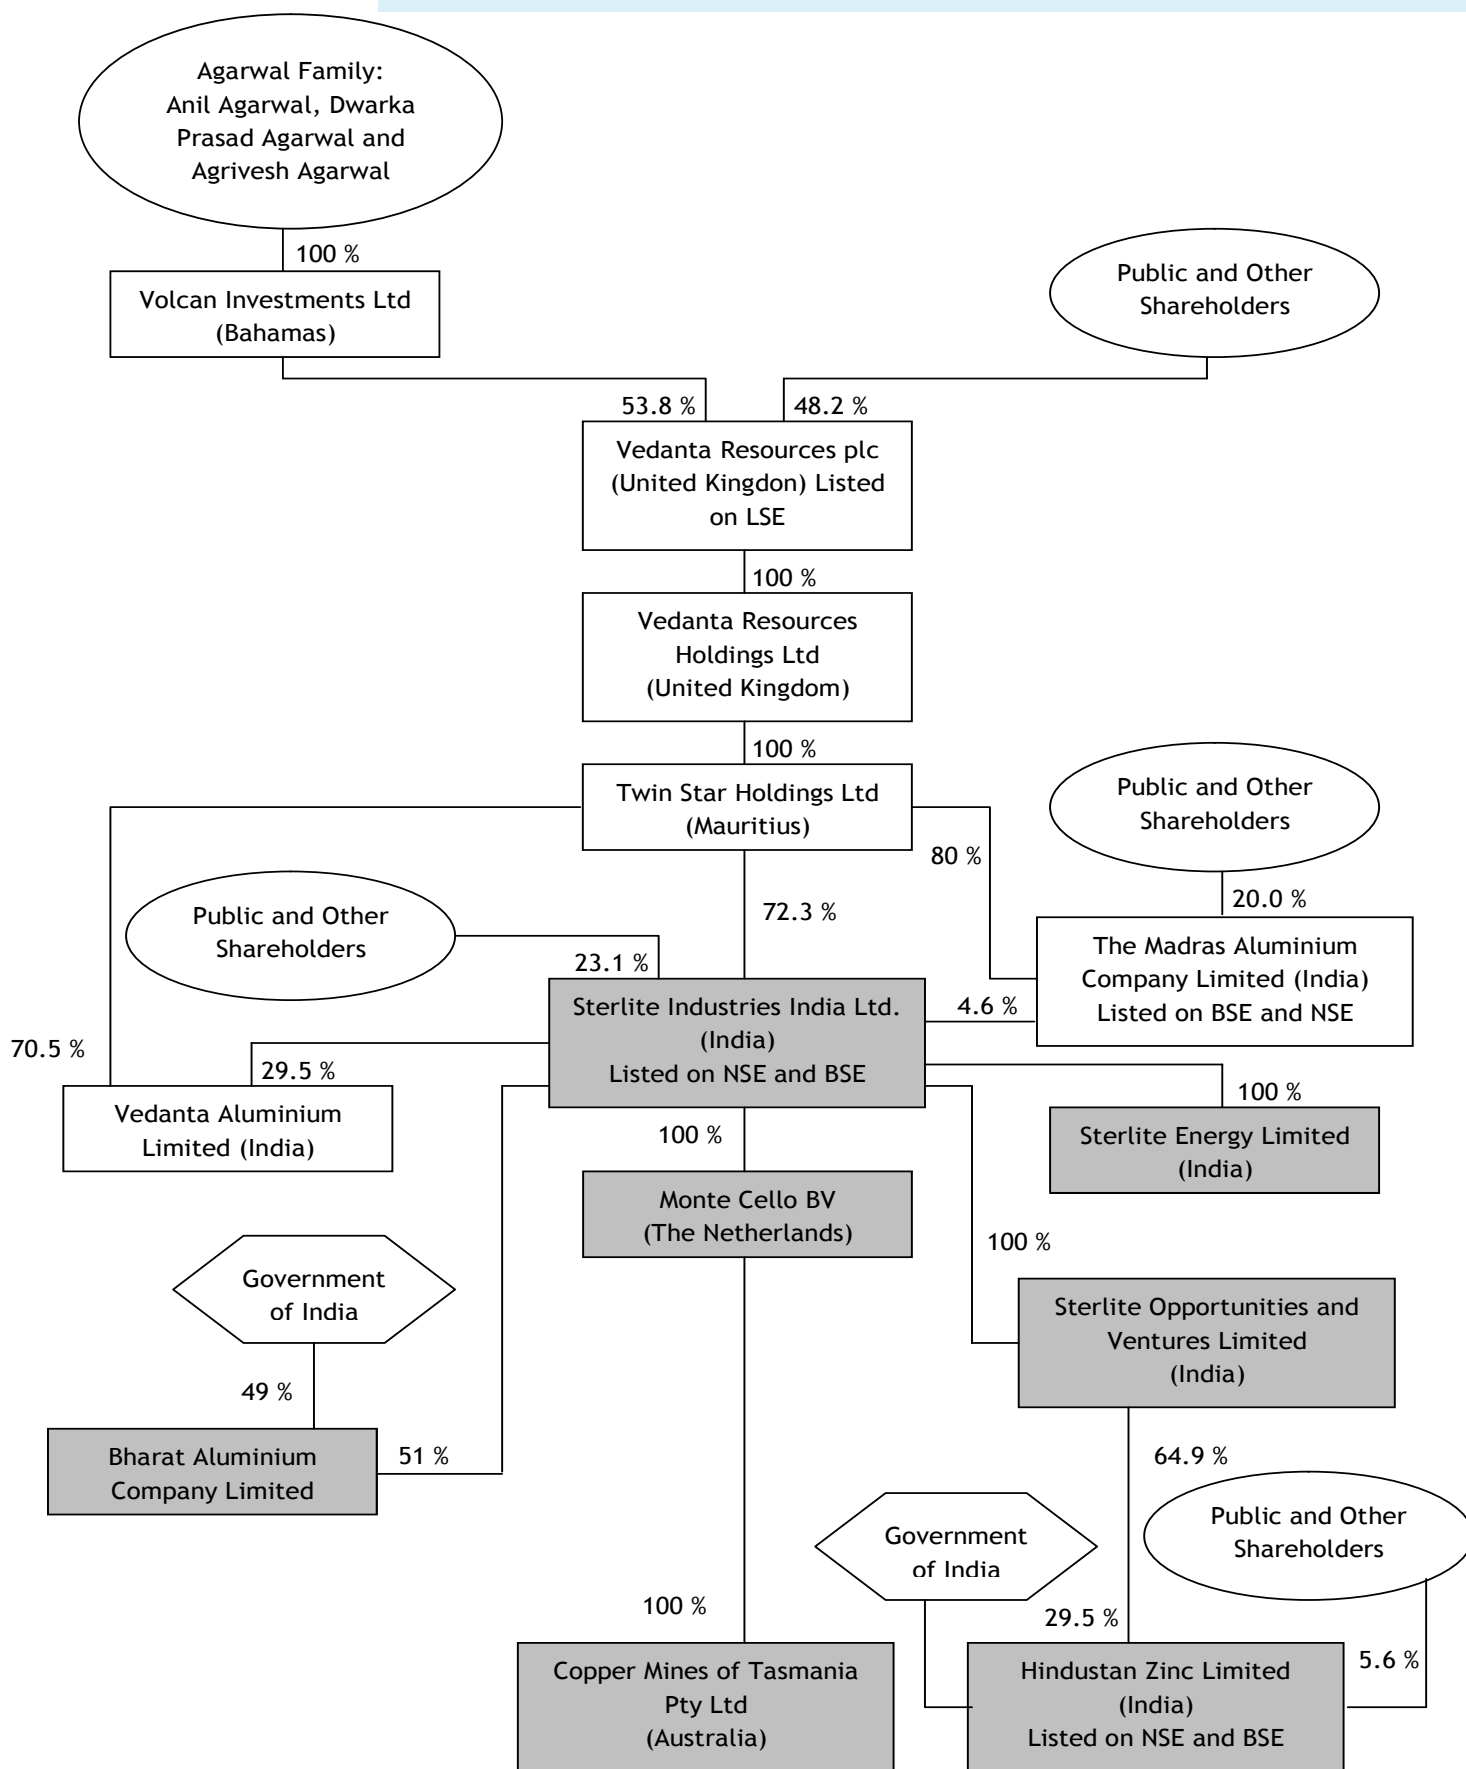 Agarwal Family:
Anil Agarwal, Dwarka
Prasad Agarwal and
Agrivesh Agarwal
100 %
Volcan Investments Ltd
(Bahamas)
Public and Other
Shareholders
53.8 %
48.2 %
Vedanta Resources plc
(United Kingdon) Listed
on LSE
100 %
Vedanta Resources
Holdings Ltd
(United Kingdom)
100 %
Twin Star Holdings Ltd
(Mauritius)
Public and Other
Shareholders
80 %
20.0 %
72.3 %
Public and Other
Shareholders
23.1 %
The Madras Aluminium
Company Limited (India)
Listed on BSE and NSE
Sterlite Industries India Ltd.
(India)
Listed on NSE and BSE
4.6 %
70.5 %
29.5 %
Vedanta Aluminium
Limited (India)
100 %
Sterlite Energy Limited
(India)
100 %
Monte Cello BV
(The Netherlands)
100 %
Government
of India
Sterlite Opportunities and
Ventures Limited
(India)
49 %
Bharat Aluminium
Company Limited
51 %
64.9 %
Public and Other
Shareholders
Government
of India
100 %
29.5 %
5.6 %
Copper Mines of Tasmania
Pty Ltd
(Australia)
Hindustan Zinc Limited
(India)
Listed on NSE and BSE